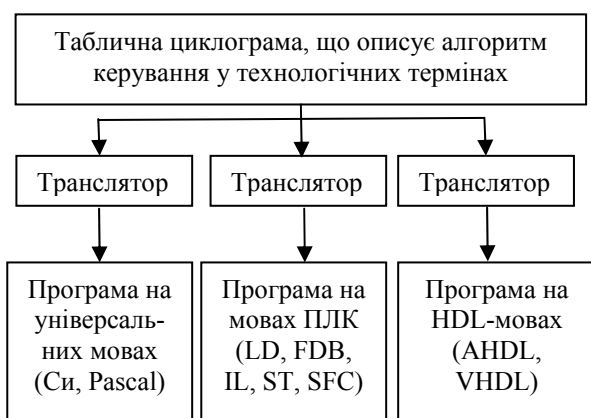 Таблична циклограма, що описує алгоритм
керування у технологічних термінах
Транслятор
Транслятор
Транслятор
Програма на
універсаль-
них мовах
(Си, Pascal)
Програма на
мовах ПЛК
(LD, FDB,
IL, ST, SFC)
Програма на
HDL-мовах
(AHDL,
VHDL)